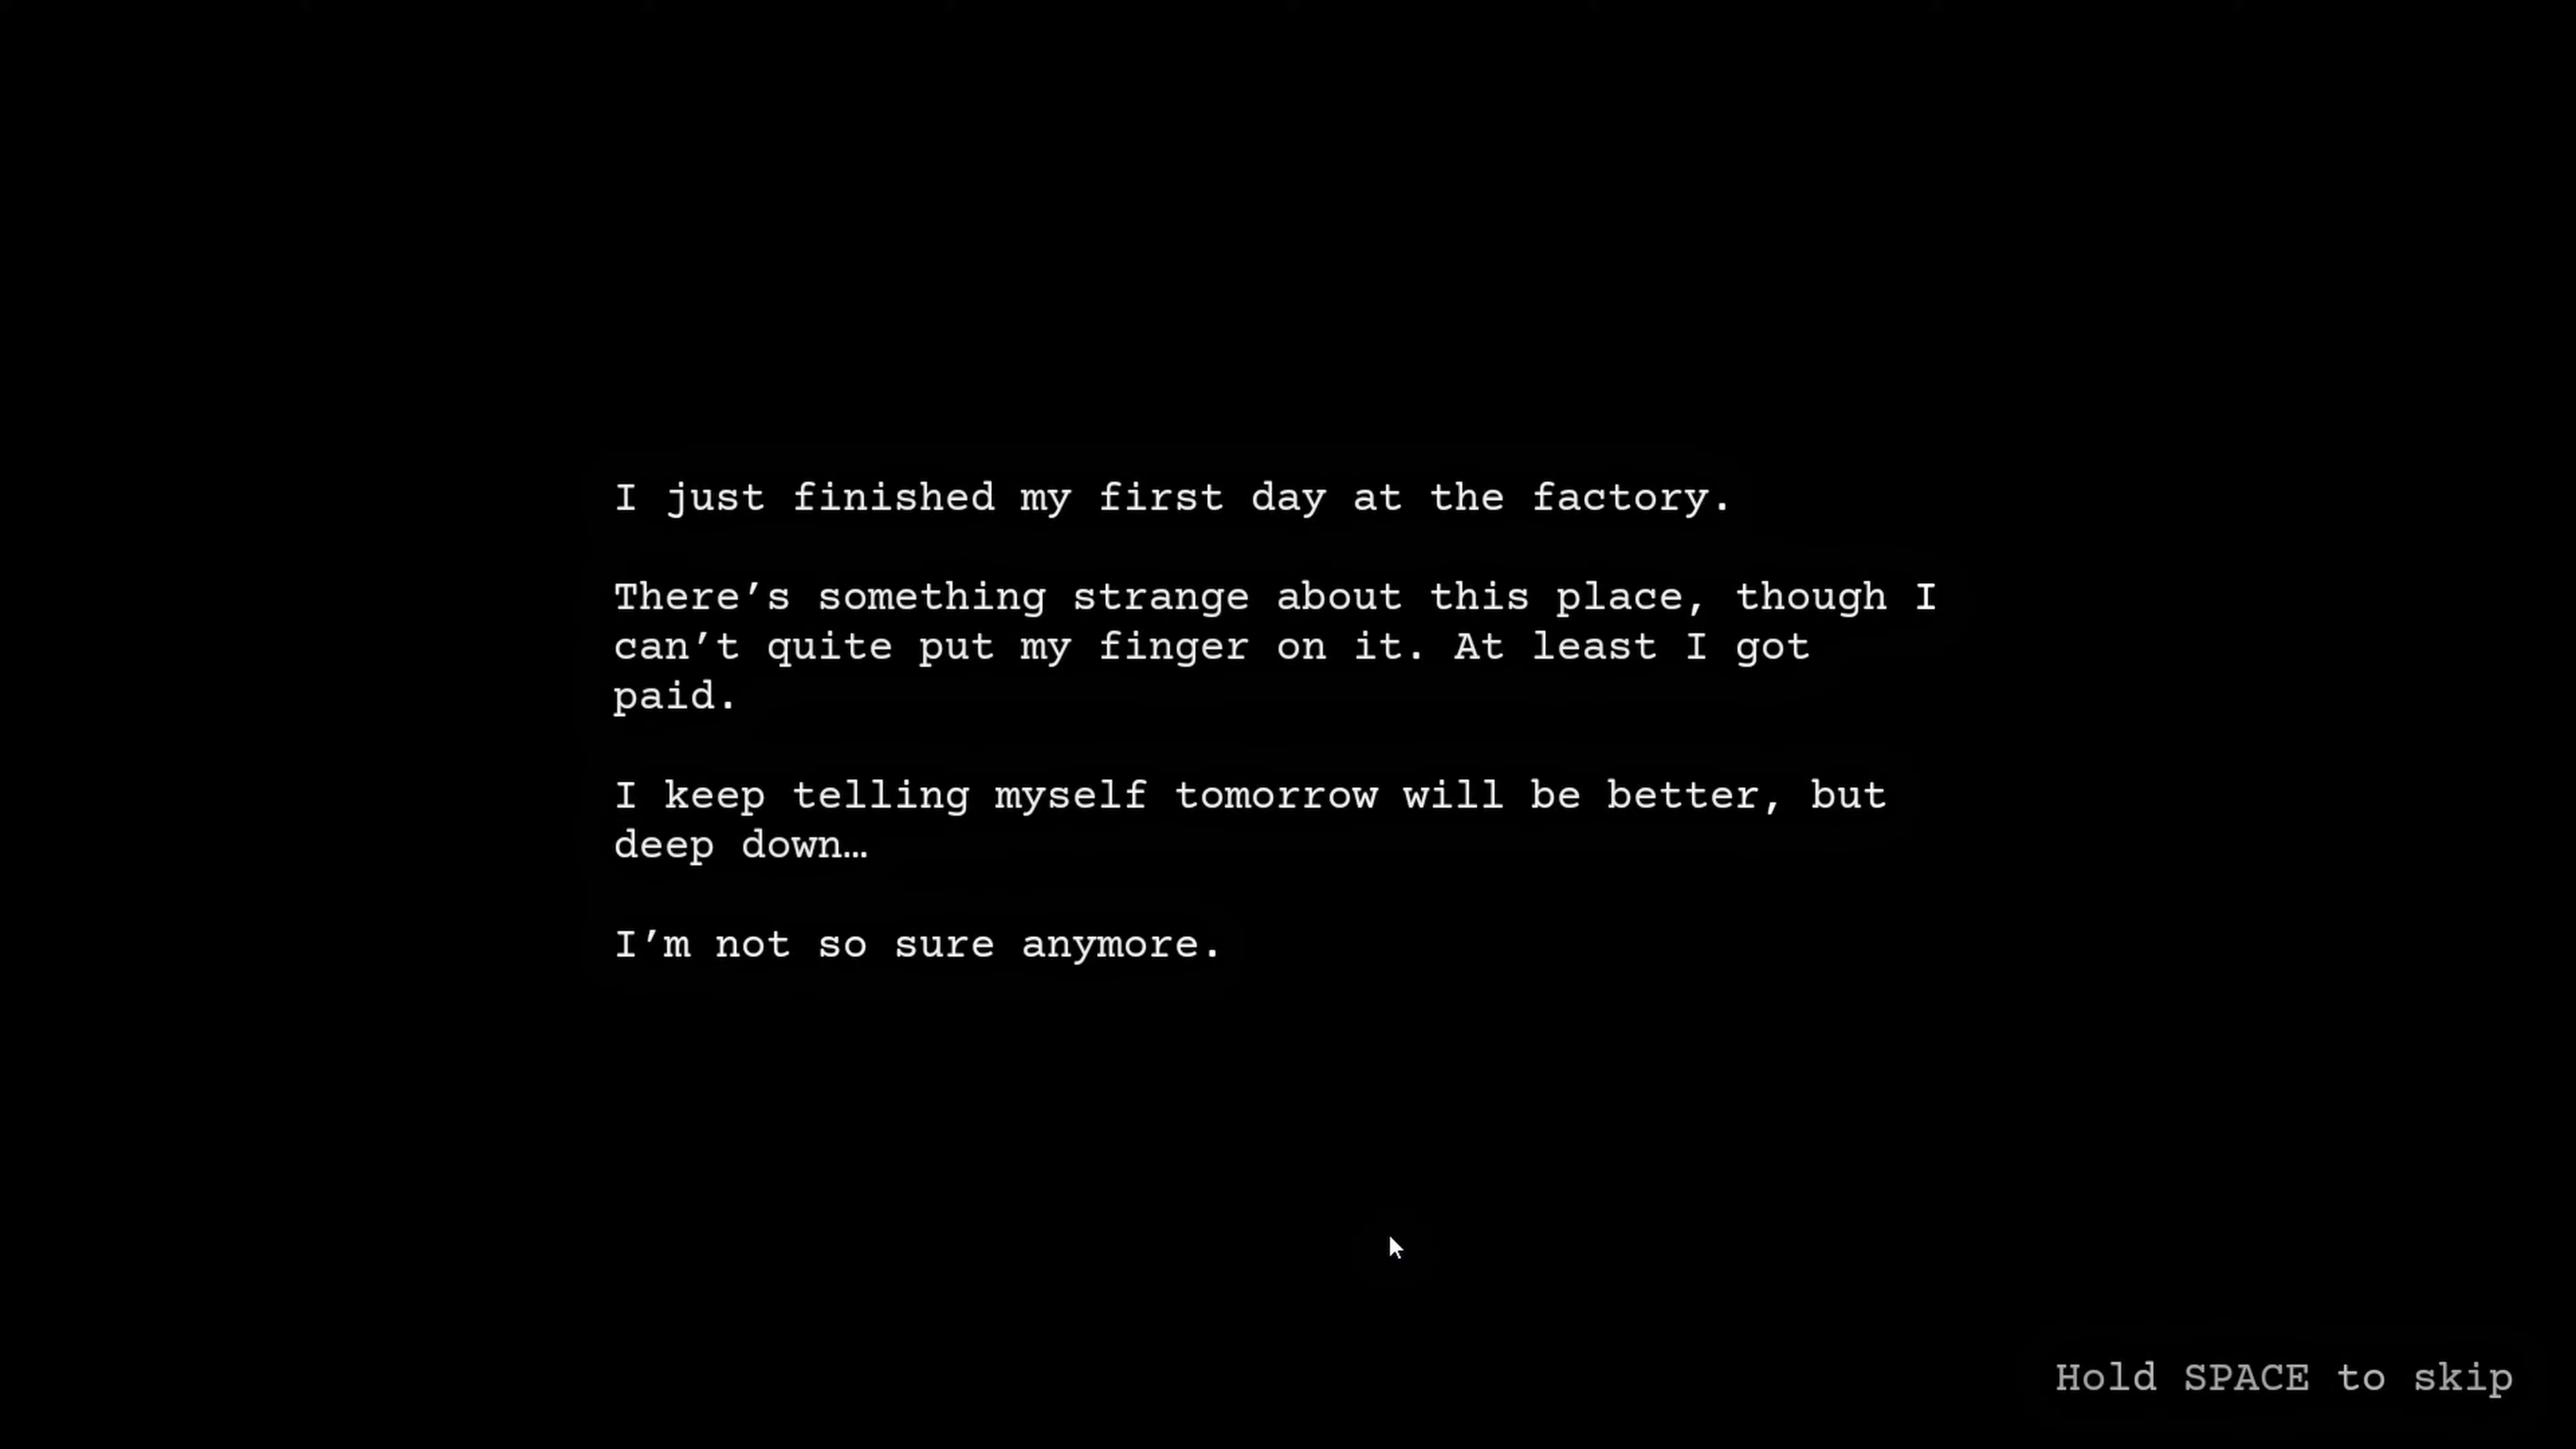 I just finished my first day at the factory.
There’s something strange about this place, though I
can’t quite put my finger on it. At least I got
paid.
I keep telling myself tomorrow will be better, but
deep down…
I’m not so sure anymore.
Hold SPACE to skip